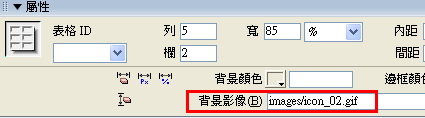 屬性
表格 ID 列 5 寬 85 % 內距
欄 2 間距
背景顏色 邊框顏色
背景影像(B) images/icon_02.gif